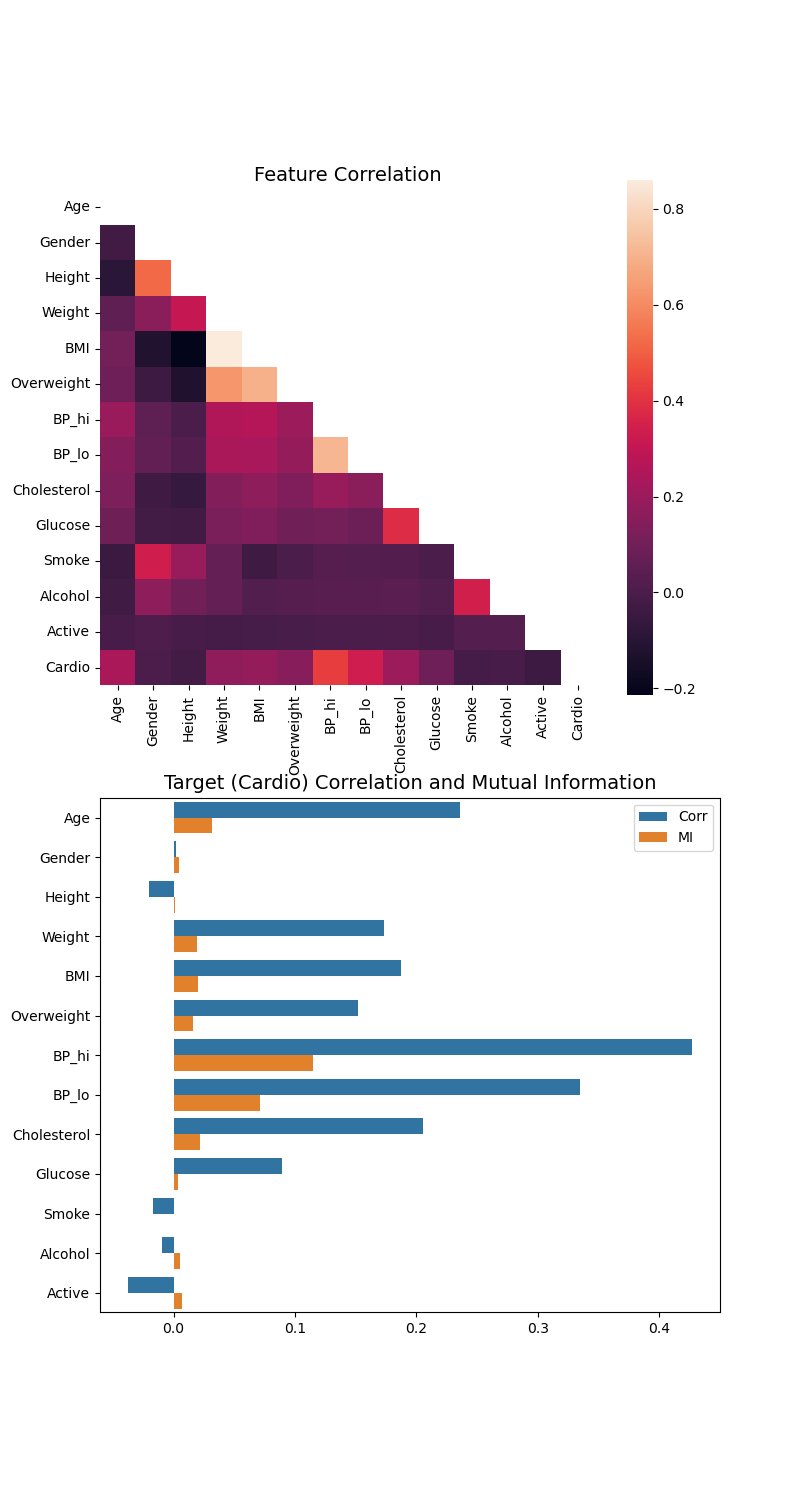 Feature Correlation
Age
Gender
Height
Weight
BMI
Overweight
BP_hi
BP_lo
Cholesterol
Glucose
Smoke
Alcohol
Active
Cardio
0.8
0.6
0.4
0.2
0.0
−0.2
Age
Gender
Height
Weight
BMI
Overweight
BP_hi
BP_lo
Cholesterol
Glucose
Smoke
Alcohol
Active
Cardio
Target (Cardio) Correlation and Mutual Information
Corr
MI
Age
Gender
Height
Weight
BMI
Overweight
BP_hi
BP_lo
Cholesterol
Glucose
Smoke
Alcohol
Active
0.0 0.1 0.2 0.3 0.4